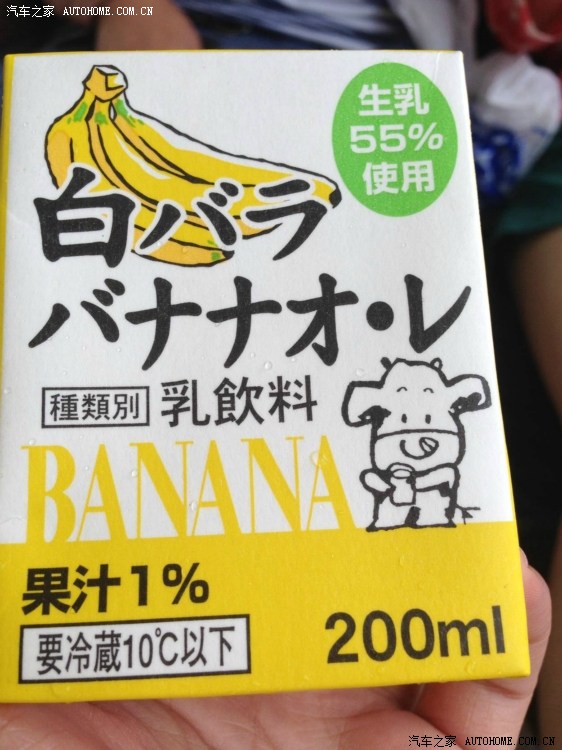 汽车之家 AUTOHOME.COM.CN
生乳
55%
使用
白バラ
バナナオ・レ
種類別 乳飲料
BANANA
果汁1%
要冷蔵10℃以下
200ml
汽车之家 AUTOHOME.COM.CN